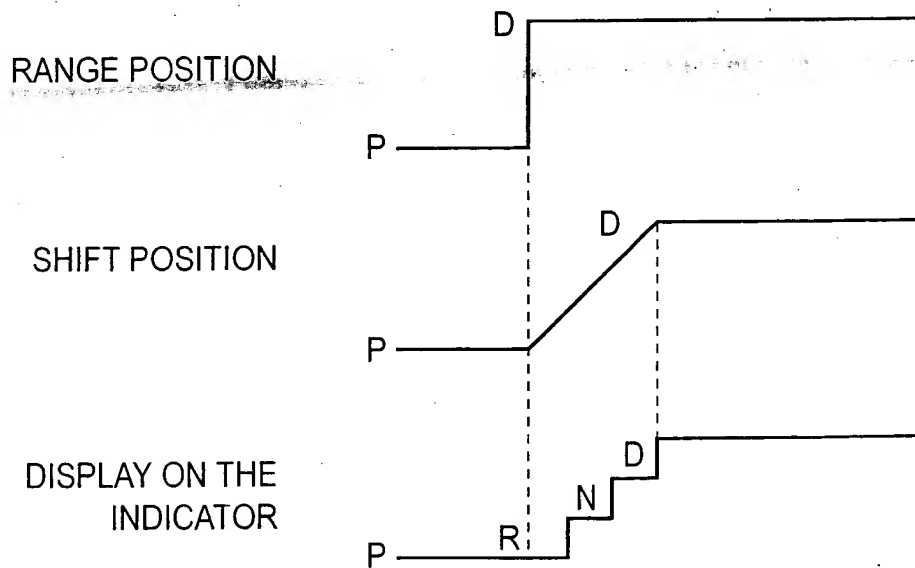 D
RANGE POSITION
P
D
SHIFT POSITION
P
D
DISPLAY ON THE
N
INDICATOR
R
P